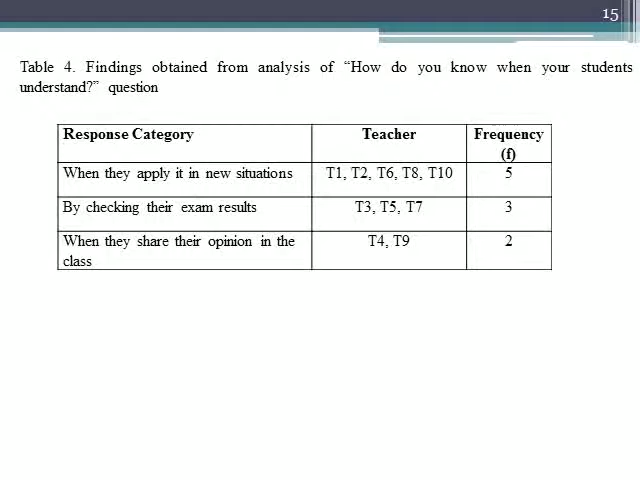 15
Table 4. Findings obtained from analysis of “How do you know when your students
understand?” question
Response Category Teacher Frequency
(f)
When they apply it in new situations T1, T2, T6, T8, T10 5
By checking their exam results T3, T5, T7 3
When they share their opinion in the T4, T9 2
class